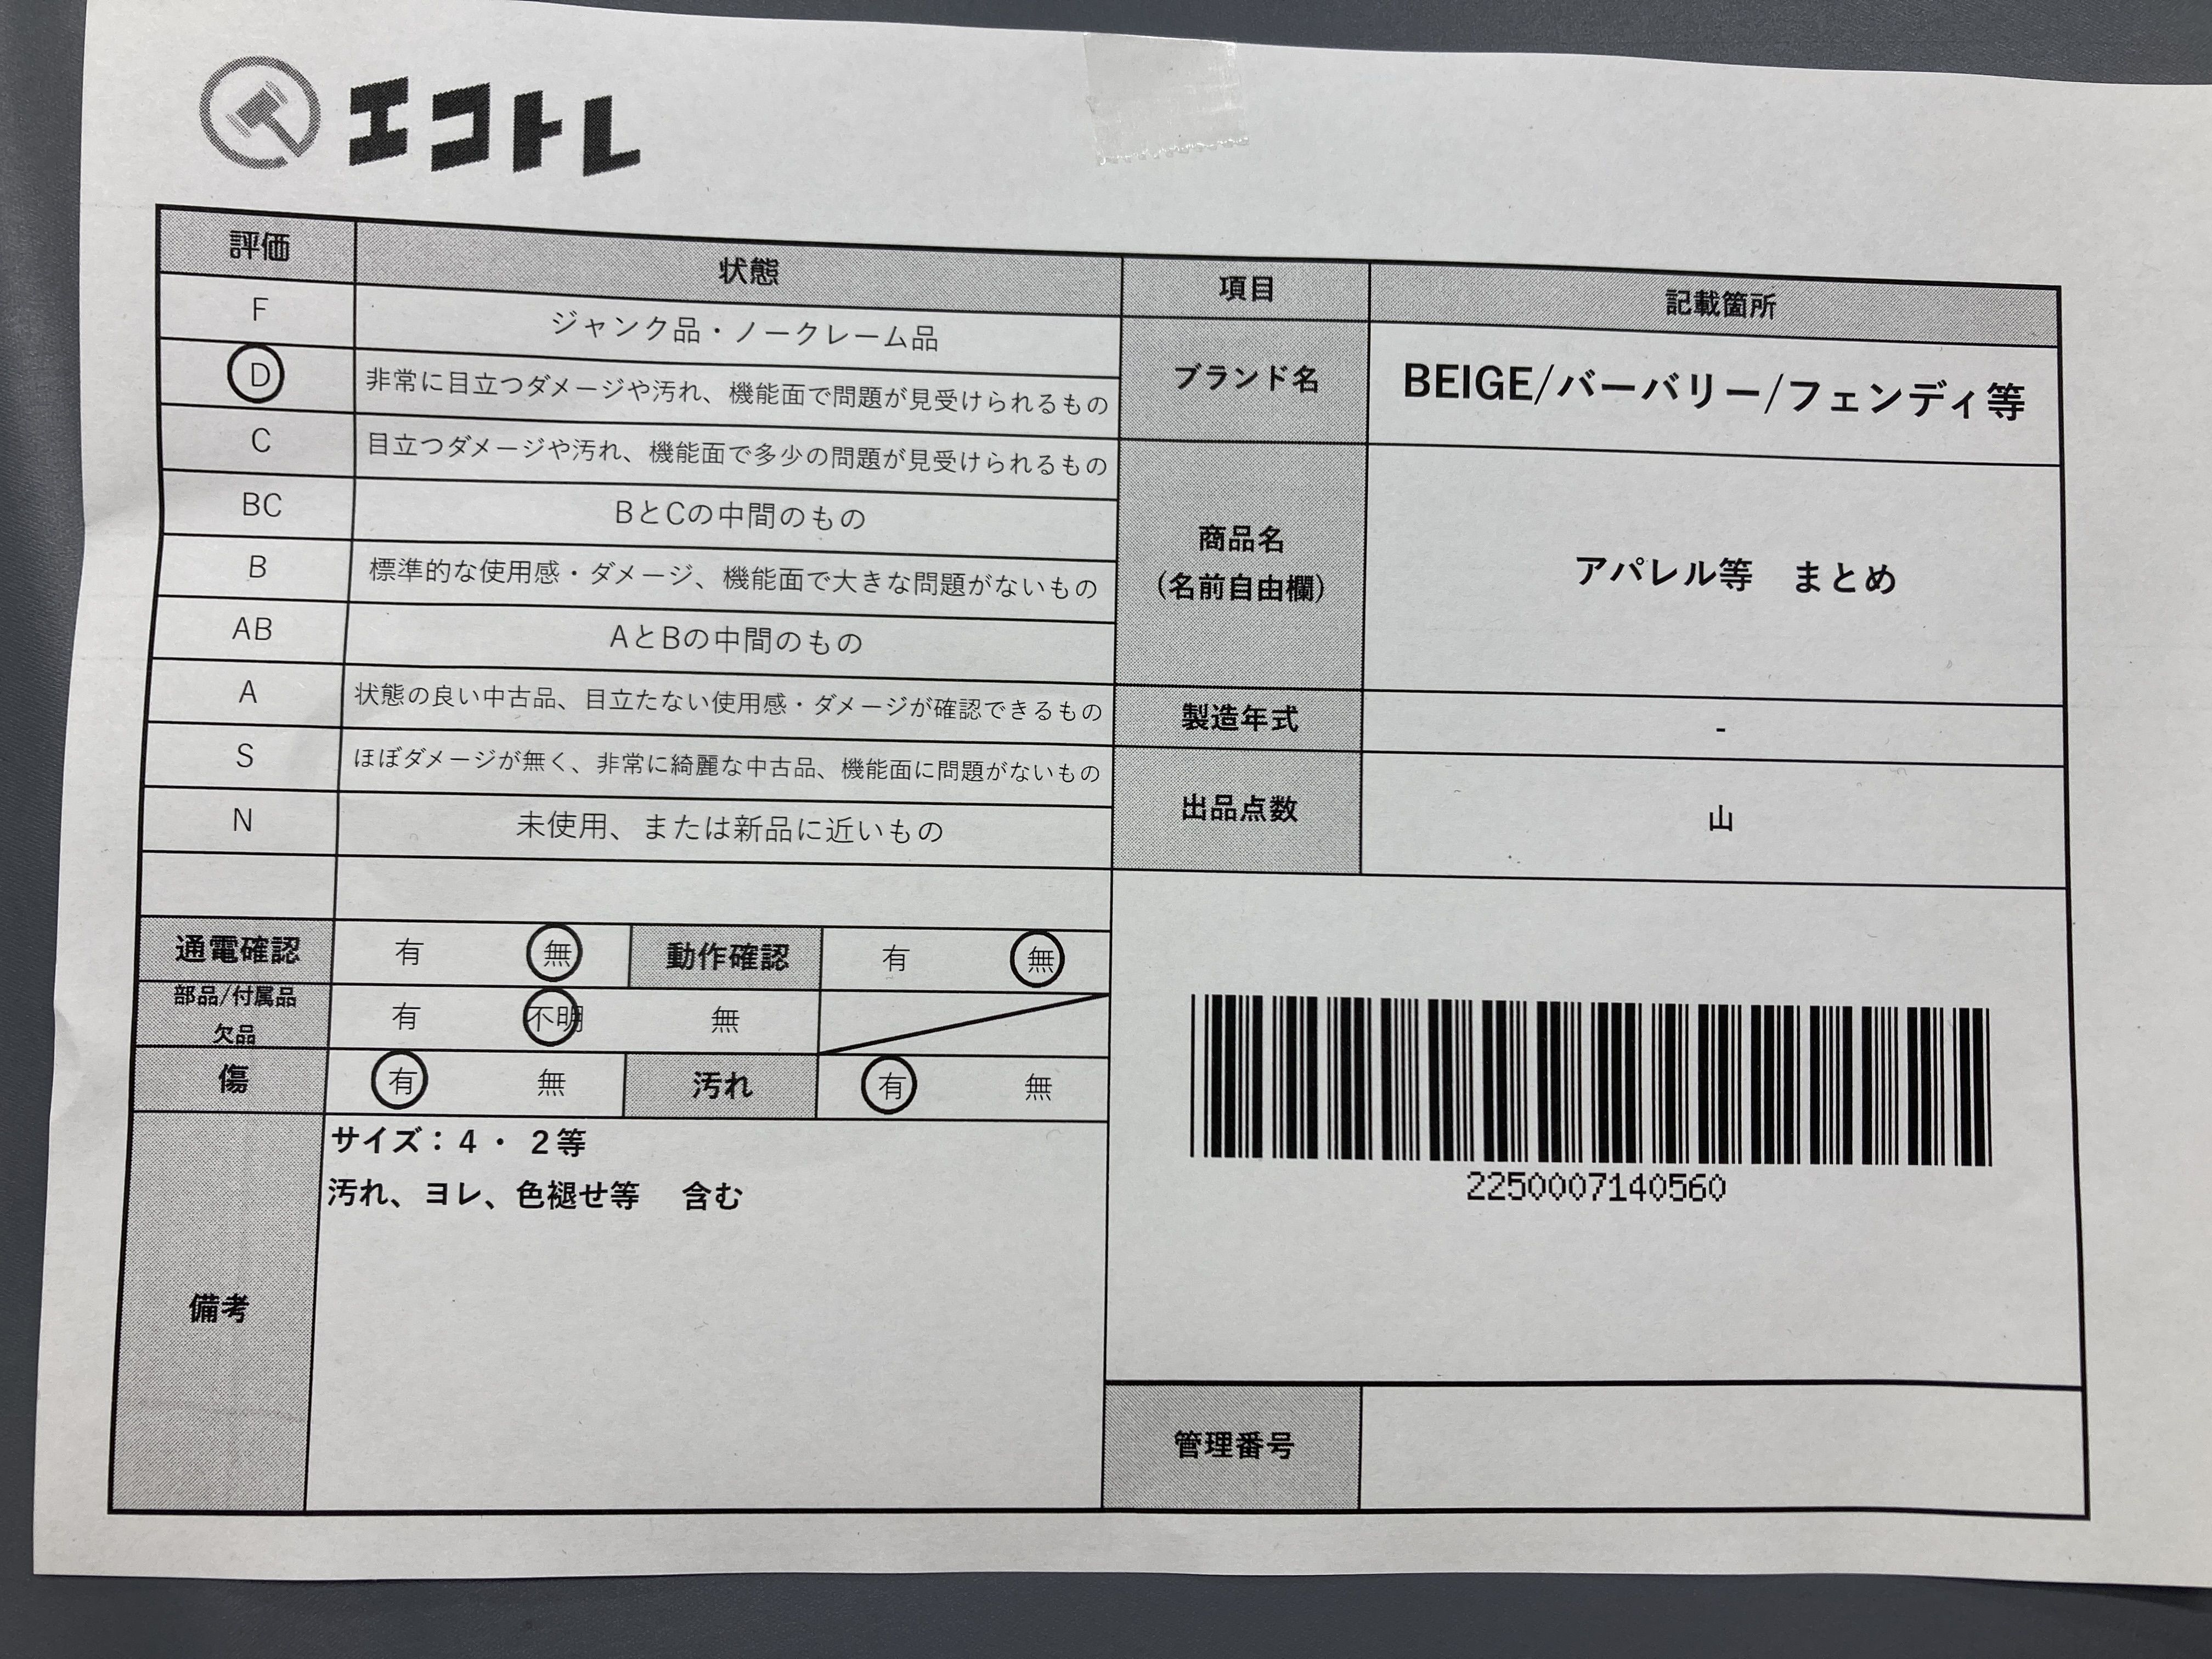 エコトレ
評価 状態 項目 記載箇所
F ジャンク品・ノークレーム品
D 非常に目立つダメージや汚れ、機能面で問題が見受けられるもの
ブランド名 BEIGE/バーバリー/フェンディ等
C 目立つダメージや汚れ、機能面で多少の問題が見受けられるもの
BC BとCの中間のもの
商品名
(名前自由欄)
アパレル等 まとめ
B 標準的な使用感・ダメージ、機能面で大きな問題がないもの
AB AとBの中間のもの
A 状態の良い中古品、目立たない使用感・ダメージが確認できるもの
製造年式 -
S ほぼダメージが無く、非常に綺麗な中古品、機能面に問題がないもの
出品点数 山
N 未使用、または新品に近いもの
通電確認 有 無 動作確認 有 無
部品/付属品
欠品
有 不明 無
傷 有 無 汚れ 有 無
備考
サイズ：４・ ２等
汚れ、ヨレ、色褪せ等 含む
2250007140560
管理番号